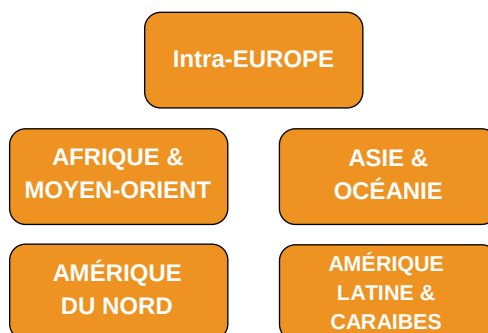 Intra-EUROPE
AFRIQUE &
MOYEN-ORIENT
ASIE &
OCÉANIE
AMÉRIQUE
DU NORD
AMÉRIQUE
LATINE &
CARAIBES